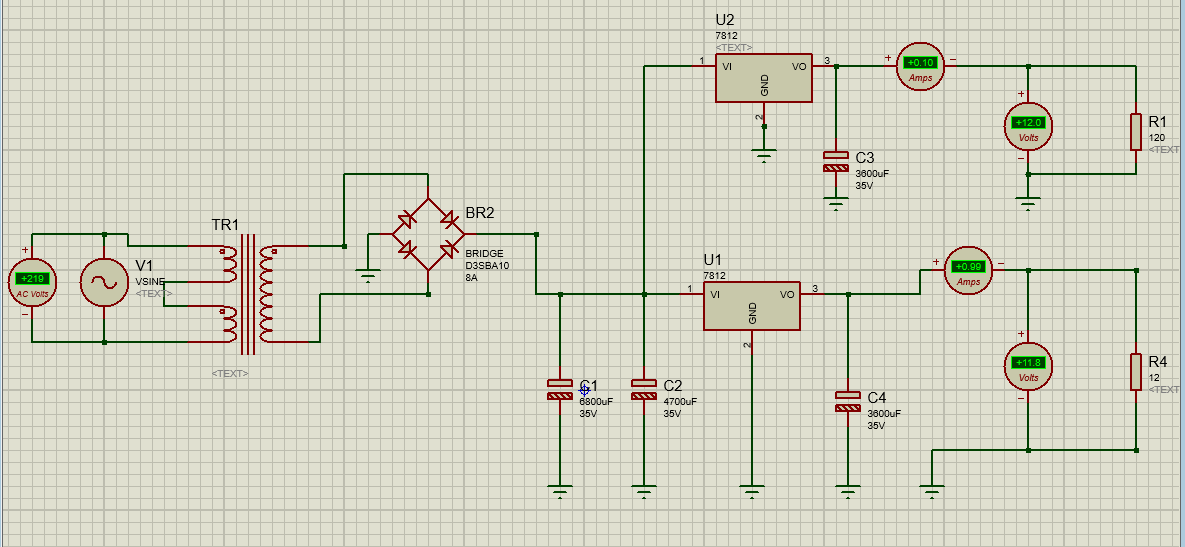 U2
7812
<TEXT>
1
VI
VO
3
GND
2
+
+0.10
Amps
−
+
+12.0
Volts
−
R1
120
<TEXT
C3
3600uF
35V
TR1
BR2
BRIDGE
D3SBA10
8A
+
+219
AC Volts
−
V1
VSINE
<TEXT>
<TEXT>
U1
7812
1
VI
VO
3
GND
2
+
+0.99
Amps
−
+
+11.8
Volts
−
R4
12
<TEXT
C1
6800uF
35V
C2
4700uF
35V
C4
3600uF
35V